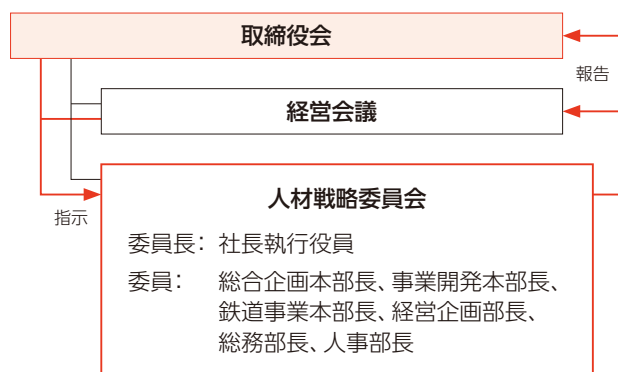 取締役会
報告
経営会議
人材戦略委員会
指示
委員長： 社長執行役員
委員： 総合企画本部長、事業開発本部長、
鉄道事業本部長、経営企画部長、
総務部長、人事部長